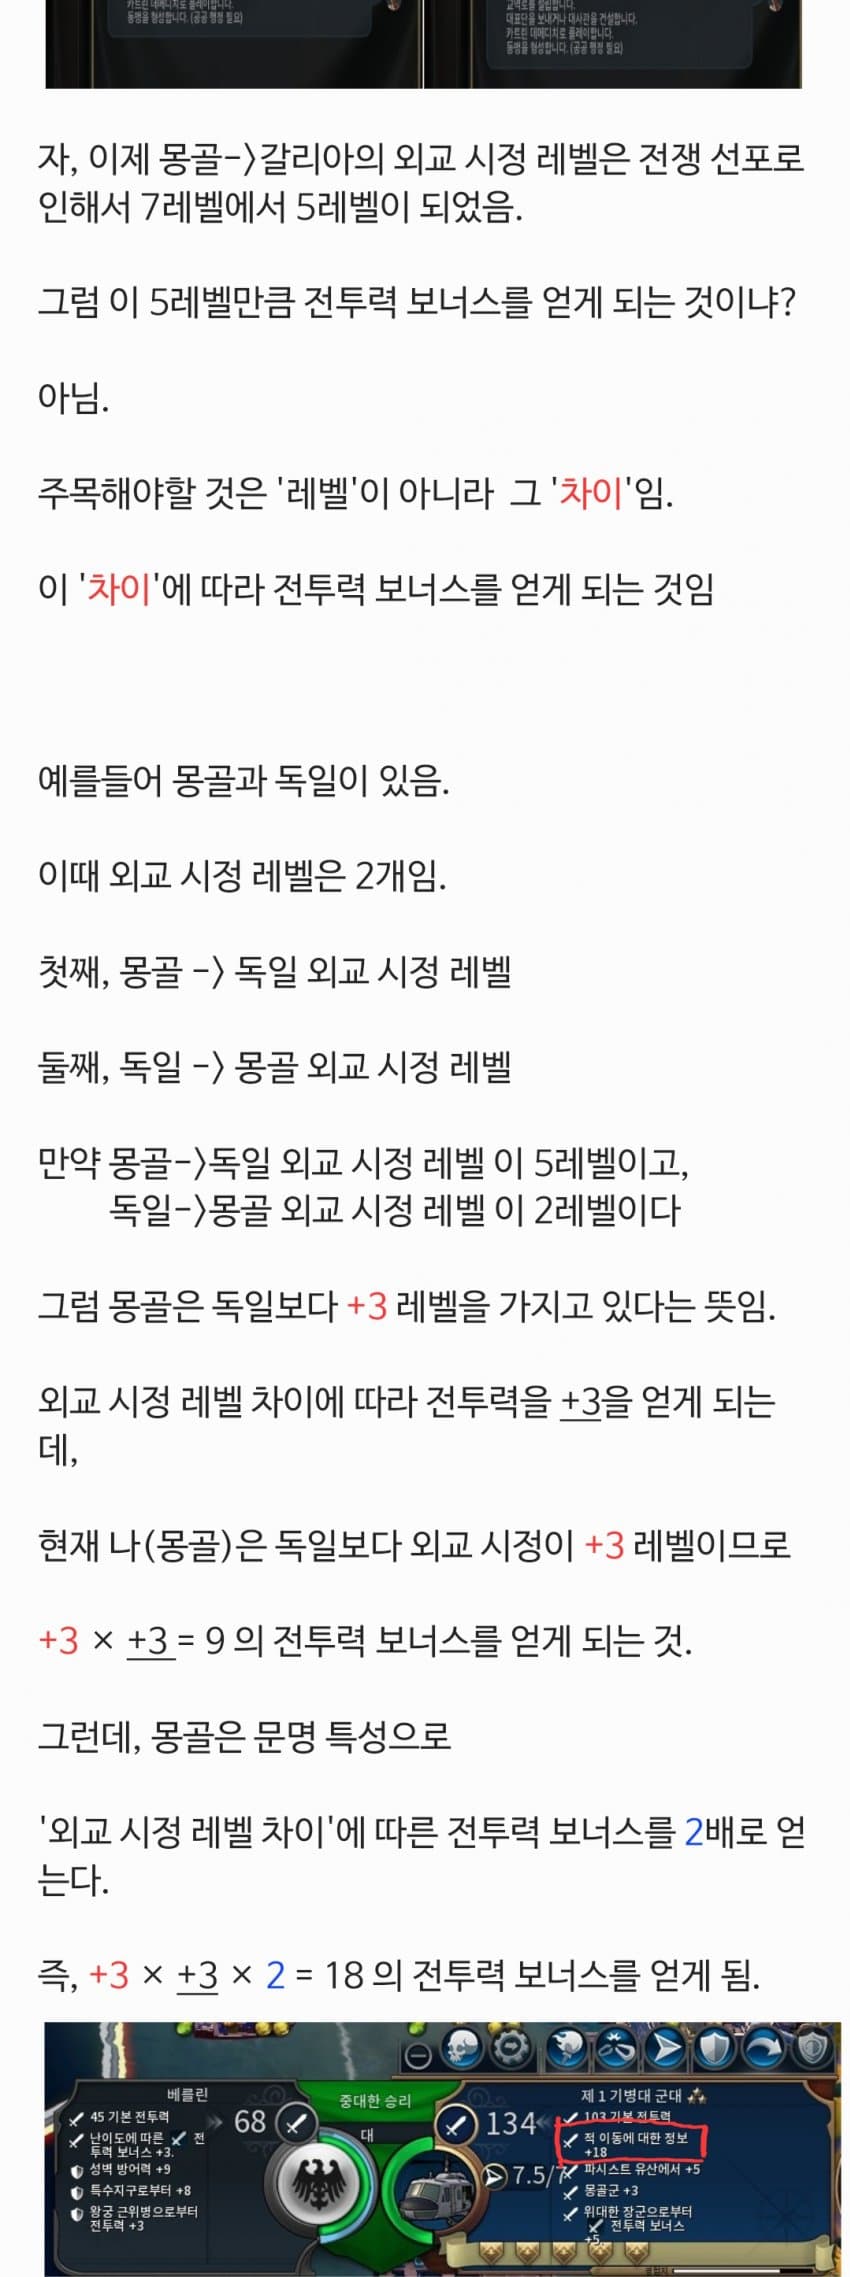 카트린 데메디치로 플레이합니다.
동맹을 형성합니다. (공공 행정 필요)
교역로를 설립합니다.
대표단을 보내거나 대사관을 건설합니다.
카트린 데메디치로 플레이합니다.
동맹을 형성합니다. (공공 행정 필요)
자, 이제 몽골->갈리아의 외교 시정 레벨은 전쟁 선포로
인해서 7레벨에서 5레벨이 되었음.
그럼 이 5레벨만큼 전투력 보너스를 얻게 되는 것이냐?
아님.
주목해야할 것은 '레벨'이 아니라 그 '차이'임.
이 '차이'에 따라 전투력 보너스를 얻게 되는 것임
예를들어 몽골과 독일이 있음.
이때 외교 시정 레벨은 2개임.
첫째, 몽골 -> 독일 외교 시정 레벨
둘째, 독일 -> 몽골 외교 시정 레벨
만약 몽골->독일 외교 시정 레벨 이 5레벨이고,
독일->몽골 외교 시정 레벨 이 2레벨이다
그럼 몽골은 독일보다 +3 레벨을 가지고 있다는 뜻임.
외교 시정 레벨 차이에 따라 전투력을 +3을 얻게 되는
데,
현재 나(몽골)은 독일보다 외교 시정이 +3 레벨이므로
+3 × +3 = 9 의 전투력 보너스를 얻게 되는 것.
그런데, 몽골은 문명 특성으로
'외교 시정 레벨 차이'에 따른 전투력 보너스를 2배로 얻
는다.
즉, +3 × +3 × 2 = 18 의 전투력 보너스를 얻게 됨.
베를린
45 기본 전투력
난이도에 따른 전
투력 보너스 +3.
성벽 방어력 +9
특수지구로부터 +8
왕궁 근위병으로부터
전투력 +3
68
중대한 승리
대
134
7.5/7
제 1 기병대 군대
103 기본 전투력
적 이동에 대한 정보
+18
파시스트 유산에서 +5
몽골군 +3
위대한 장군으로부터
전투력 보너스
+5.